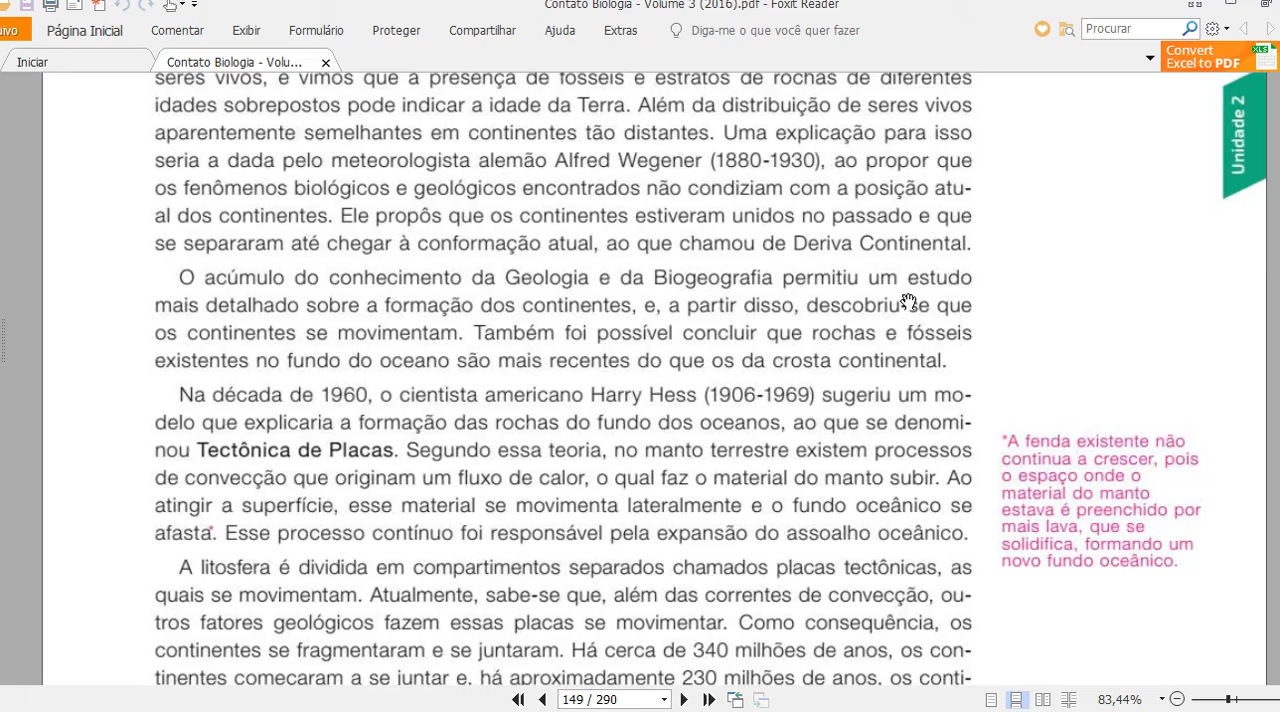 Contato Biologia - Volume 3 (2016).pdf - Foxit Reader
ivo Página Inicial Comentar Exibir Formulário Proteger Compartilhar Ajuda Extras Diga-me o que você quer fazer Procurar
Iniciar Contato Biologia - Volu... Convert
Excel to PDF
XLS
seres vivos, e vimos que a presença de fósseis e estratos de rochas de diferentes
idades sobrepostos pode indicar a idade da Terra. Além da distribuição de seres vivos
aparentemente semelhantes em continentes tão distantes. Uma explicação para isso
seria a dada pelo meteorologista alemão Alfred Wegener (1880-1930), ao propor que
os fenômenos biológicos e geológicos encontrados não condiziam com a posição atu-
al dos continentes. Ele propôs que os continentes estiveram unidos no passado e que
se separaram até chegar à conformação atual, ao que chamou de Deriva Continental.
O acúmulo do conhecimento da Geologia e da Biogeografia permitiu um estudo
mais detalhado sobre a formação dos continentes, e, a partir disso, descobriu-se que
os continentes se movimentam. Também foi possível concluir que rochas e fósseis
existentes no fundo do oceano são mais recentes do que os da crosta continental.
Na década de 1960, o cientista americano Harry Hess (1906-1969) sugeriu um mo-
delo que explicaria a formação das rochas do fundo dos oceanos, ao que se denomi-
nou Tectônica de Placas. Segundo essa teoria, no manto terrestre existem processos
de convecção que originam um fluxo de calor, o qual faz o material do manto subir. Ao
atingir a superfície, esse material se movimenta lateralmente e o fundo oceânico se
afasta*. Esse processo contínuo foi responsável pela expansão do assoalho oceânico.
A litosfera é dividida em compartimentos separados chamados placas tectônicas, as
quais se movimentam. Atualmente, sabe-se que, além das correntes de convecção, ou-
tros fatores geológicos fazem essas placas se movimentar. Como consequência, os
continentes se fragmentaram e se juntaram. Há cerca de 340 milhões de anos, os con-
tinentes começaram a se juntar e, há aproximadamente 230 milhões de anos, os conti-
Unidade 2
*A fenda existente não
continua a crescer, pois
o espaço onde o
material do manto
estava é preenchido por
mais lava, que se
solidifica, formando um
novo fundo oceânico.
149 / 290 83,44%